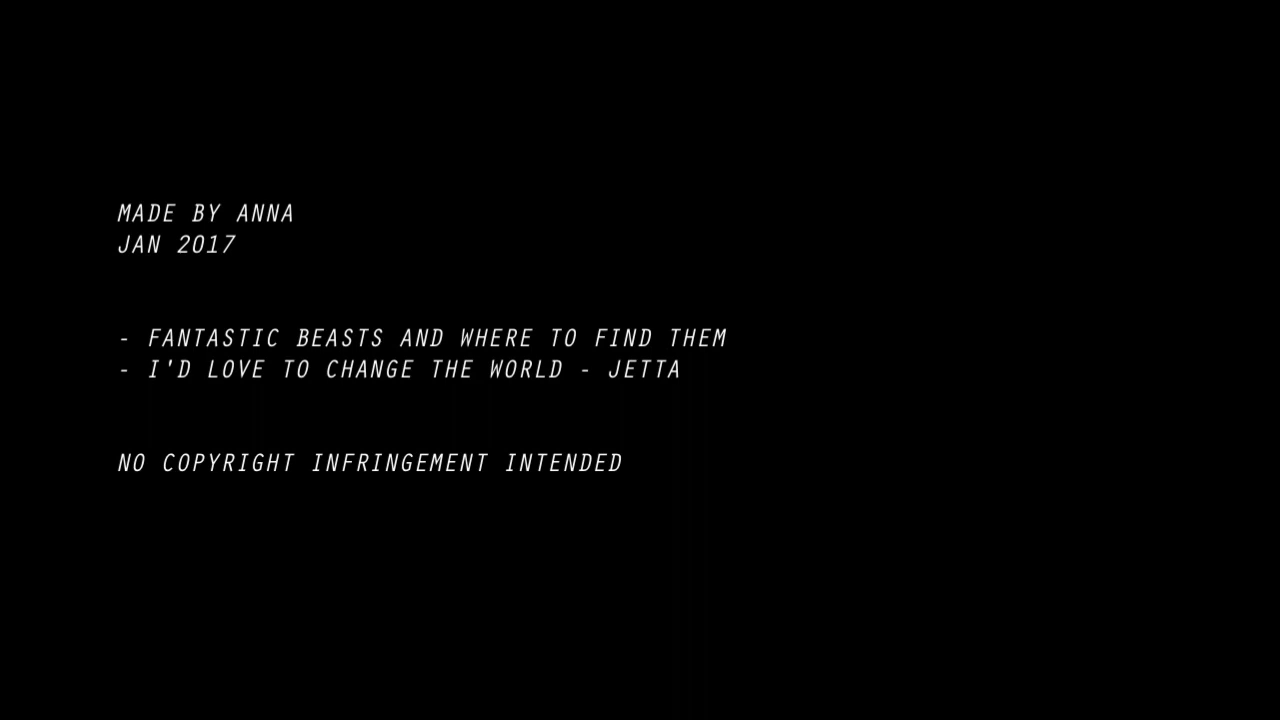 MADE BY ANNA
JAN 2017
- FANTASTIC BEASTS AND WHERE TO FIND THEM
- I'D LOVE TO CHANGE THE WORLD - JETTA
NO COPYRIGHT INFRINGEMENT INTENDED